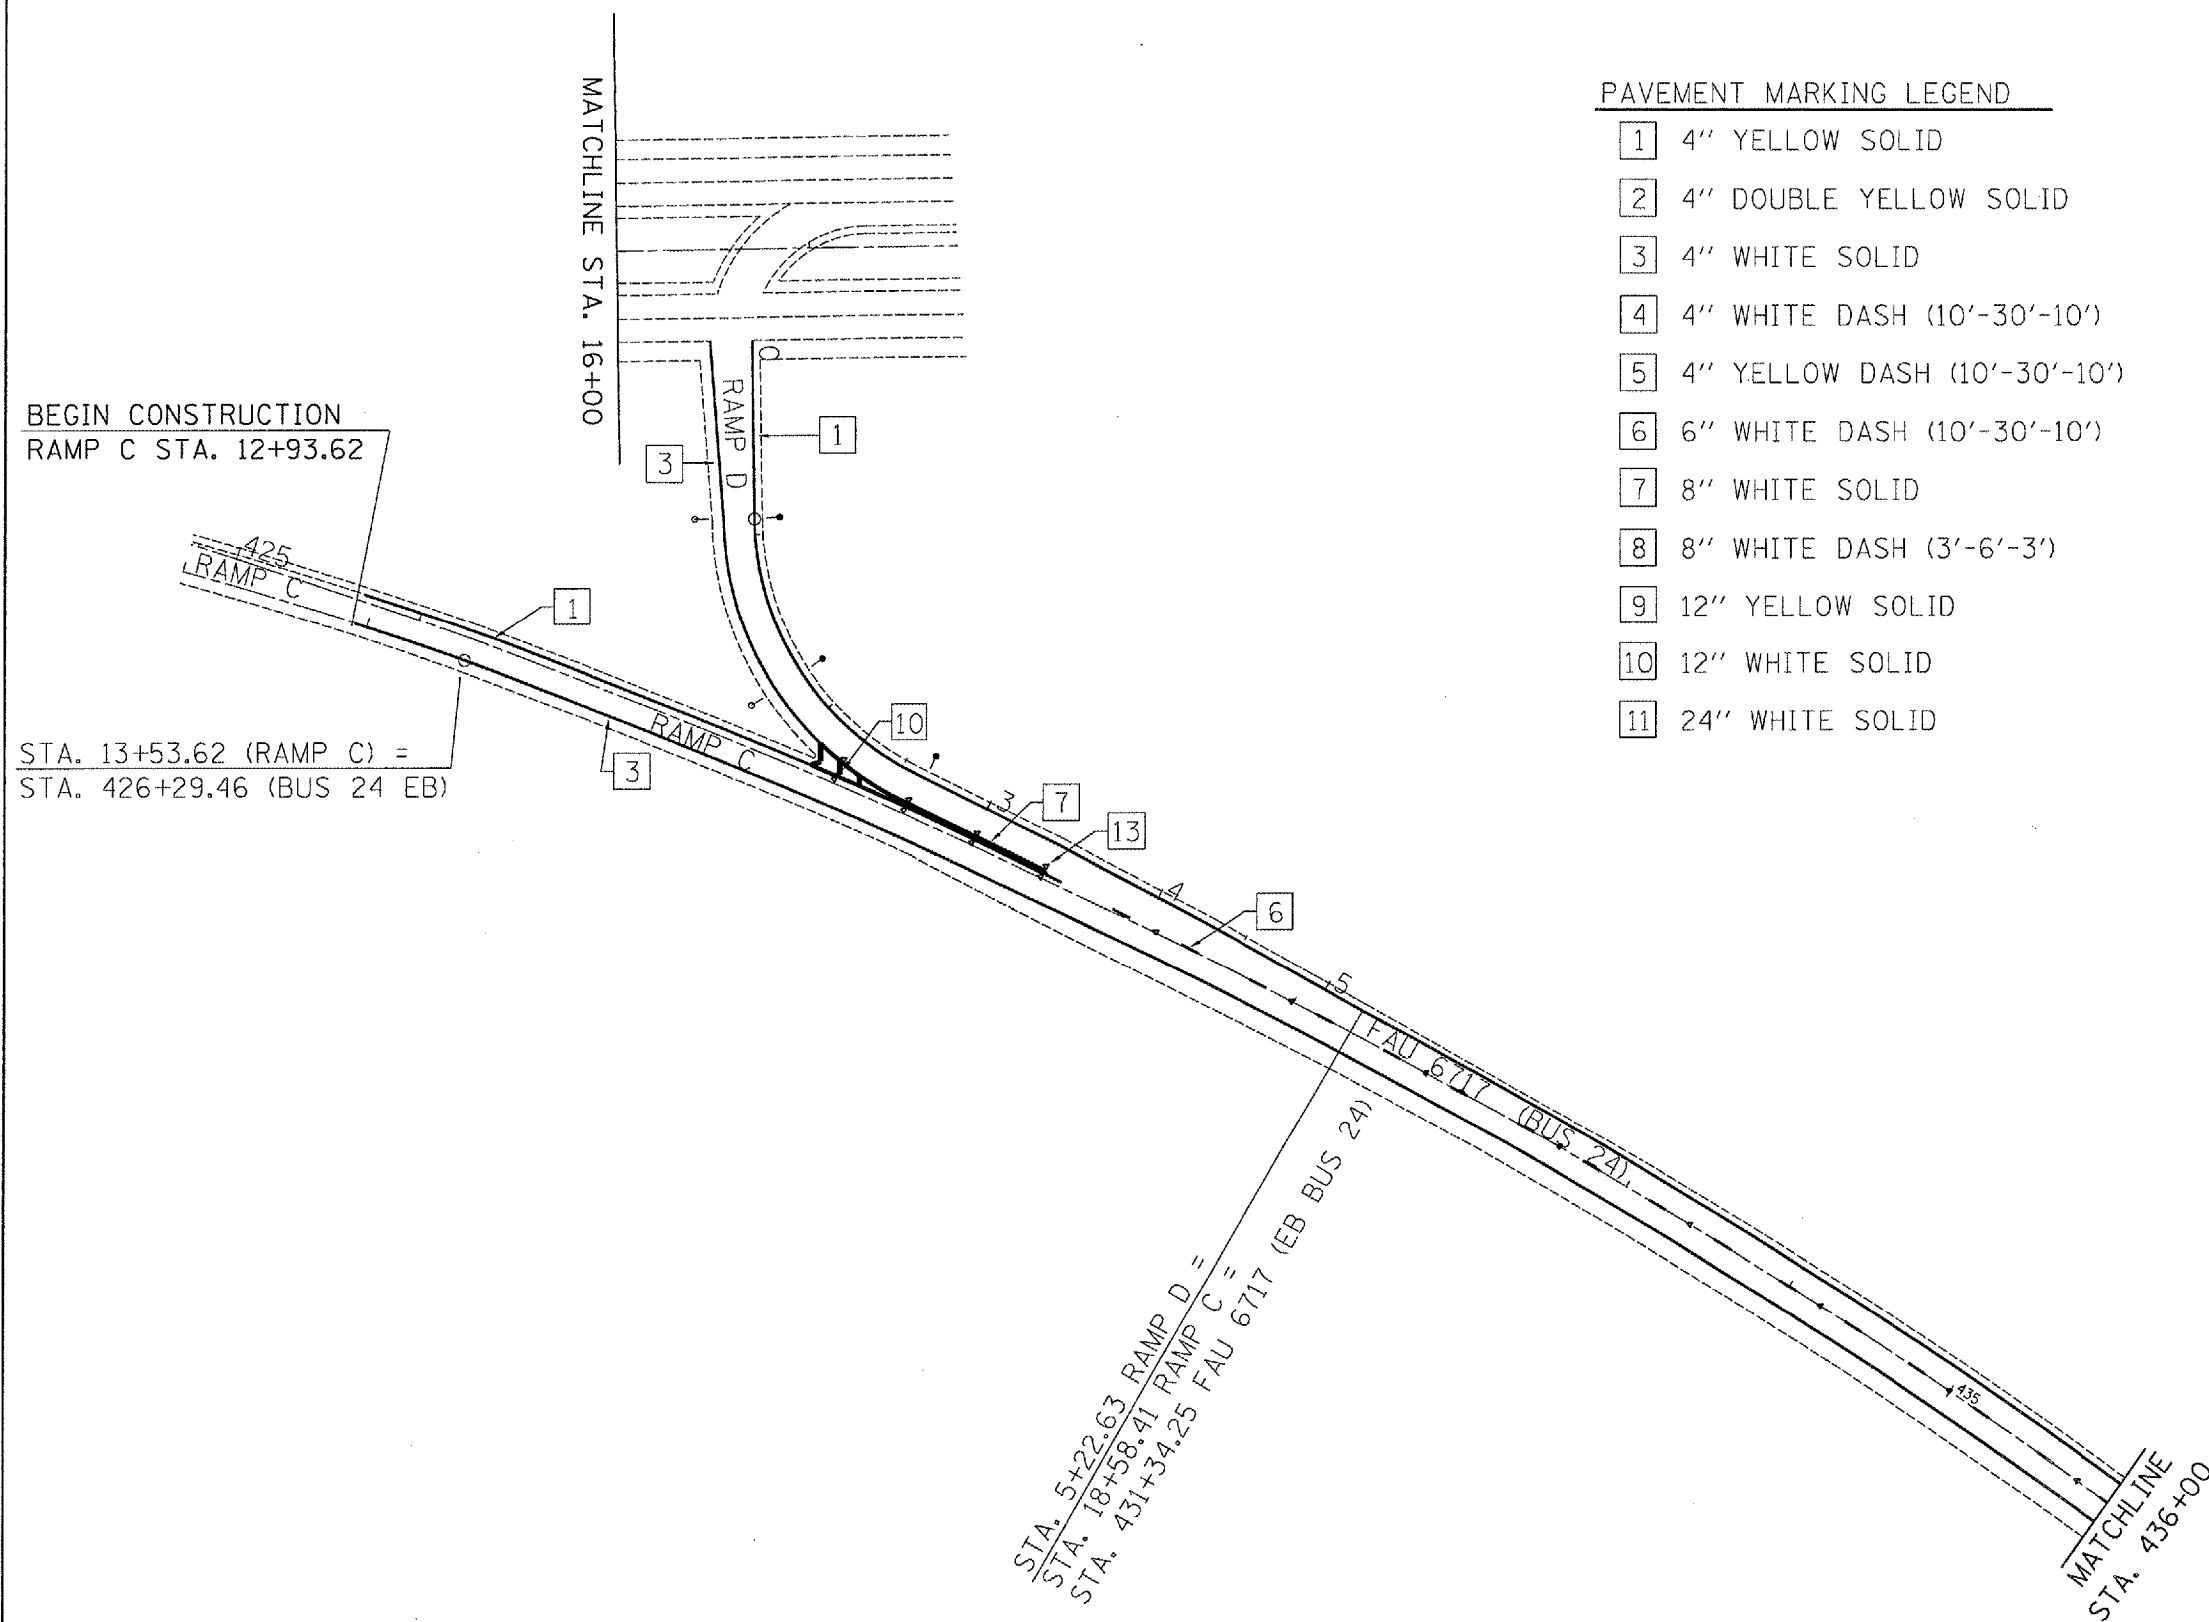 MATCHLINE STA. 16+00
PAVEMENT MARKING LEGEND
1 4" YELLOW SOLID
2 4" DOUBLE YELLOW SOLID
3 4" WHITE SOLID
4 4" WHITE DASH (10'-30'-10')
5 4" YELLOW DASH (10'-30'-10')
6 6" WHITE DASH (10'-30'-10')
7 8" WHITE SOLID
8 8" WHITE DASH (3'-6'-3')
9 12" YELLOW SOLID
10 12" WHITE SOLID
11 24" WHITE SOLID
BEGIN CONSTRUCTION
RAMP C STA. 12+93.62
0
RAMP D
1
3
425
RAMP C
1
RAMP C
10
STA. 13+53.62 (RAMP C) =
STA. 426+29.46 (BUS 24 EB)
3
3
7
13
4
6
5
FAU 6717 (BUS 24)
STA. 5+22.63 RAMP D =
STA. 18+58.41 RAMP C =
STA. 431+34.25 FAU 6717 (EB BUS 24)
435
MATCHLINE
STA. 436+00